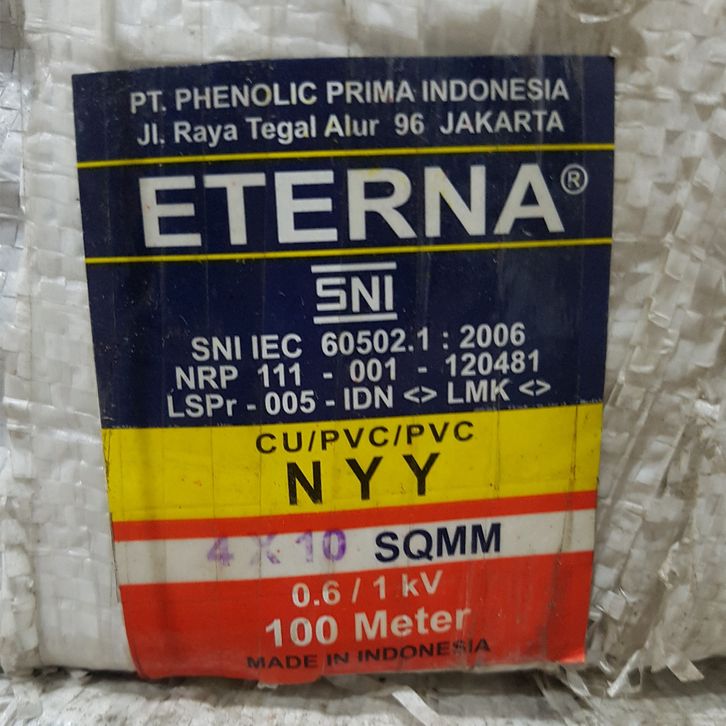 PT. PHENOLIC PRIMA INDONESIA
Jl. Raya Tegal Alur 96 JAKARTA
ETERNA®
SNI
SNI IEC 60502.1 : 2006
NRP 111 - 001 - 120481
LSPr - 005 - IDN <> LMK <>
CU/PVC/PVC
NYY
4 X 10 SQMM
0.6 / 1 kV
100 Meter
MADE IN INDONESIA